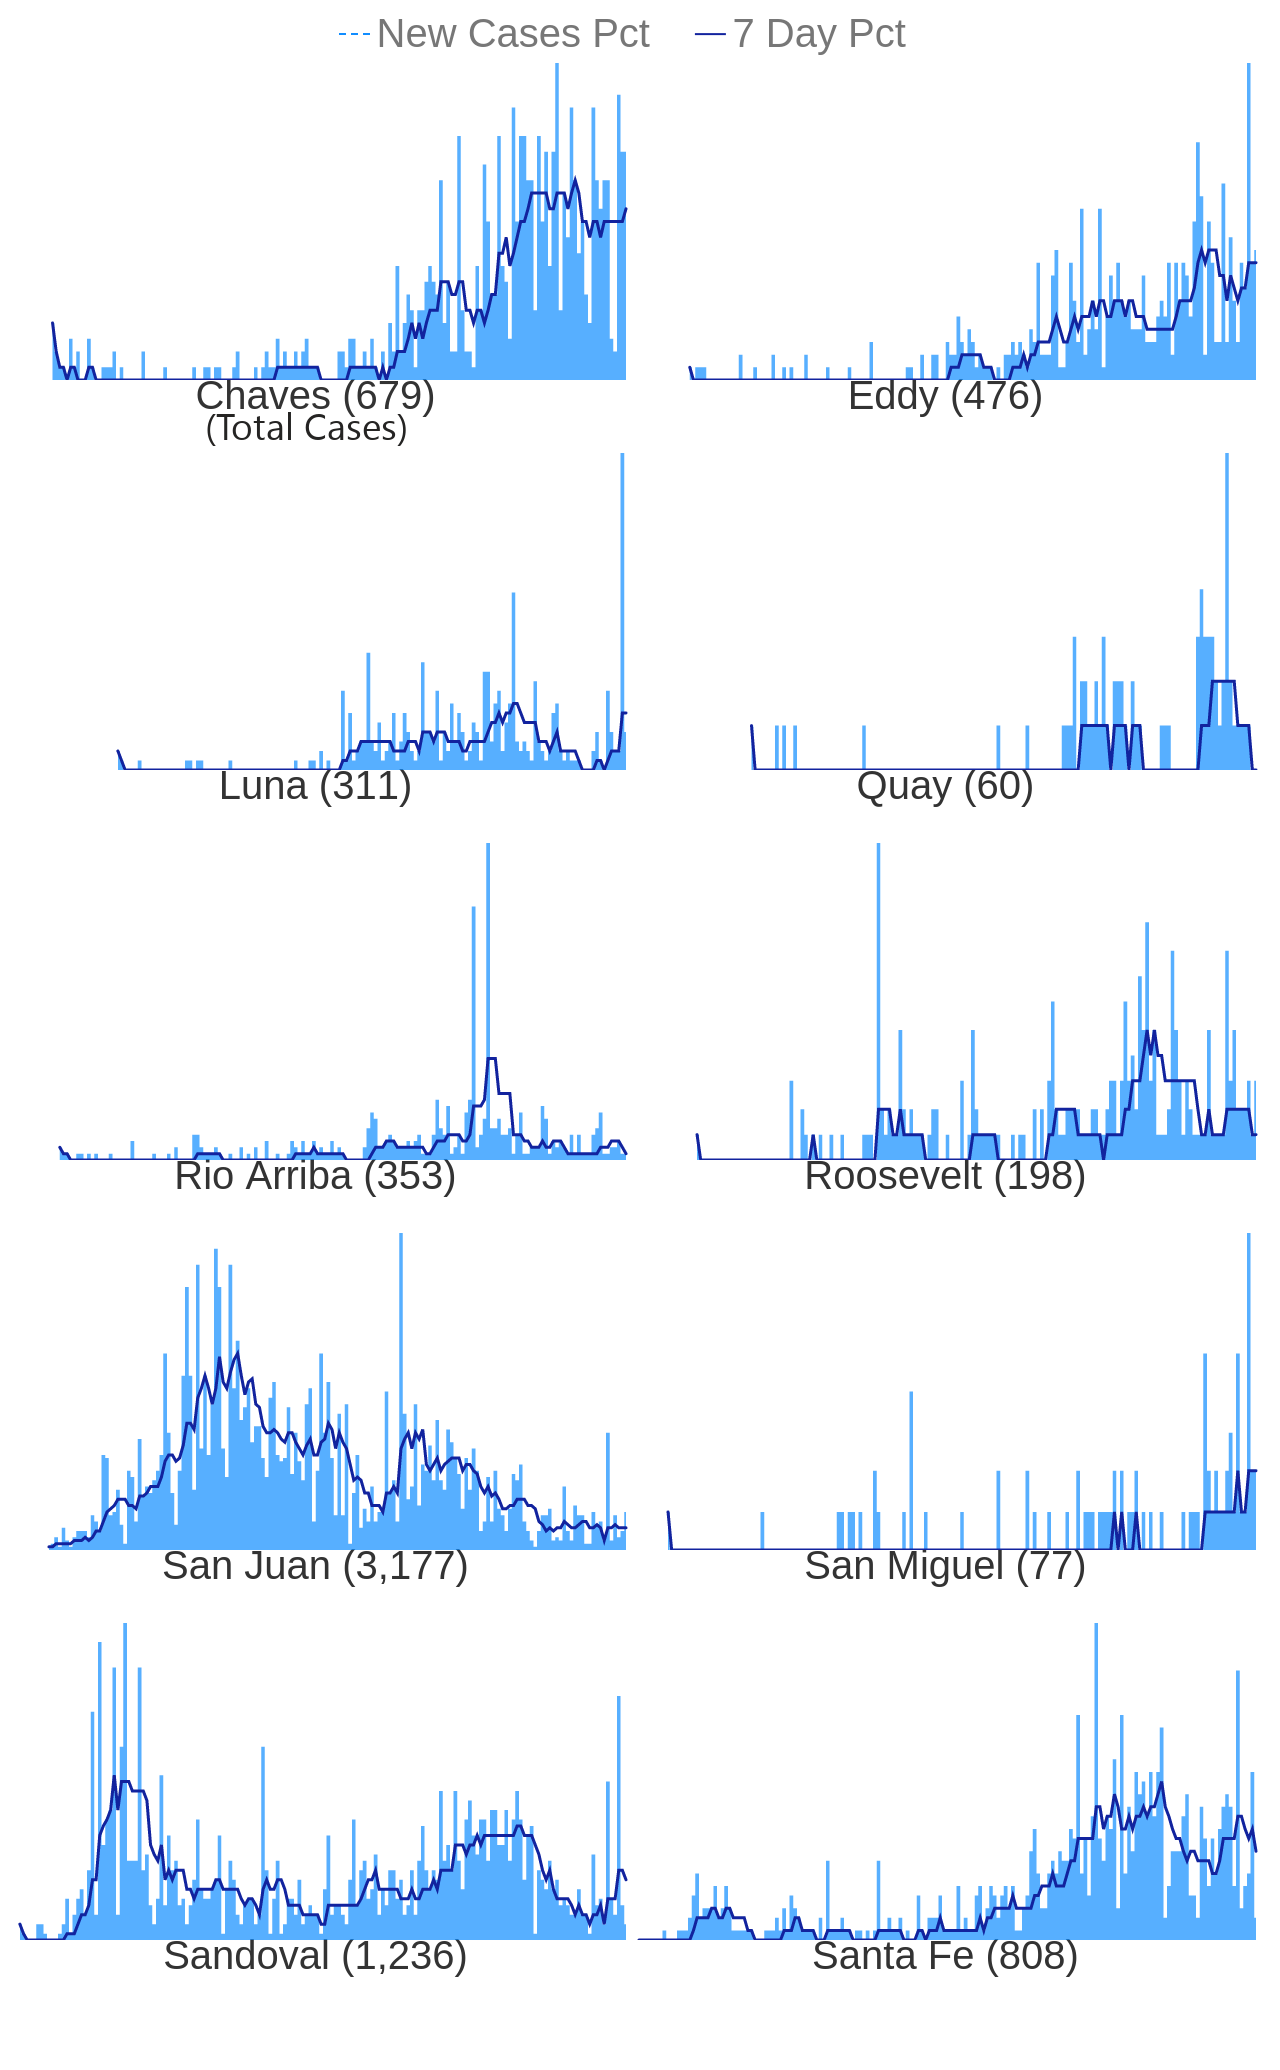 New Cases Pct 7 Day Pct
Chaves (679) Eddy (476)
(Total Cases)
Luna (311) Quay (60)
Rio Arriba (353) Roosevelt (198)
San Juan (3,177) San Miguel (77)
Sandoval (1,236) Santa Fe (808)